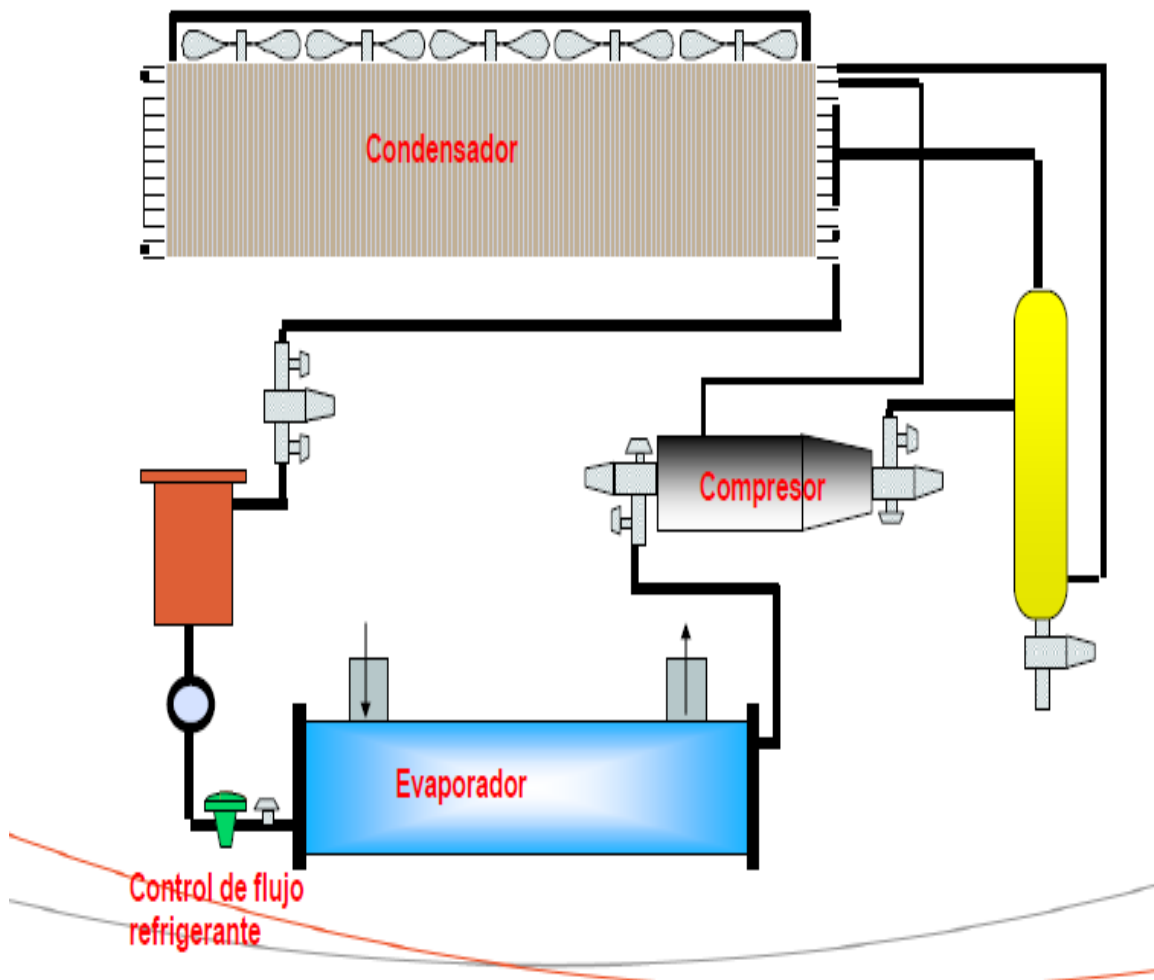 Condensador
Compresor
Evaporador
Control de flujo
refrigerante